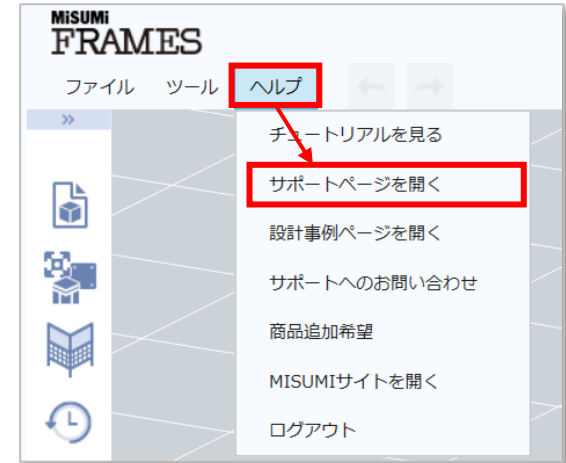 MiSUMi
FRAMES
ファイル ツール ヘルプ
»
チュートリアルを見る
サポートページを開く
設計事例ページを開く
サポートへのお問い合わせ
商品追加希望
MISUMIサイトを開く
ログアウト